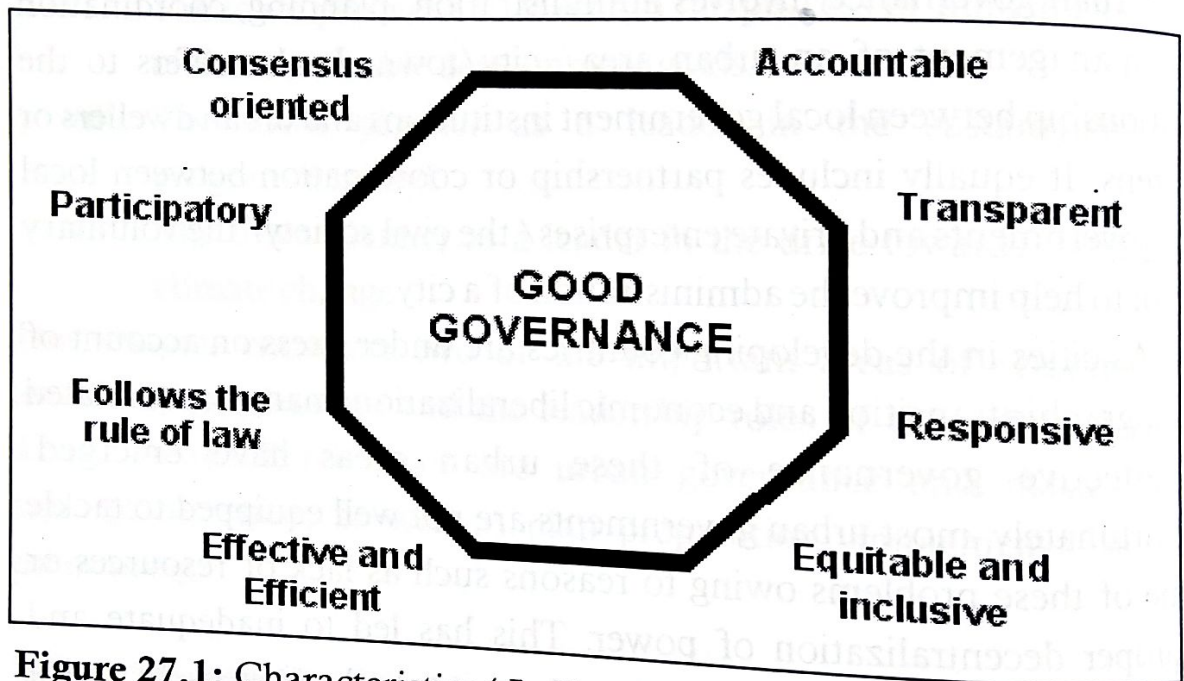 Consensus
oriented
Accountable
Participatory
Transparent
GOOD
GOVERNANCE
Follows the
rule of law
Responsive
Effective and
Efficient
Equitable and
inclusive
Figure 27.1: